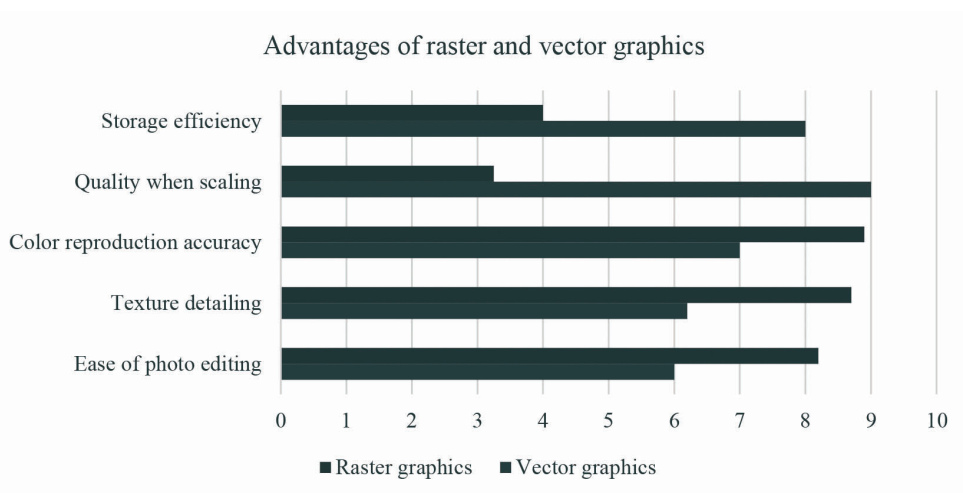 Advantages of raster and vector graphics
Storage efficiency
Quality when scaling
Color reproduction accuracy
Texture detailing
Ease of photo editing
0 1 2 3 4 5 6 7 8 9 10
Raster graphics Vector graphics